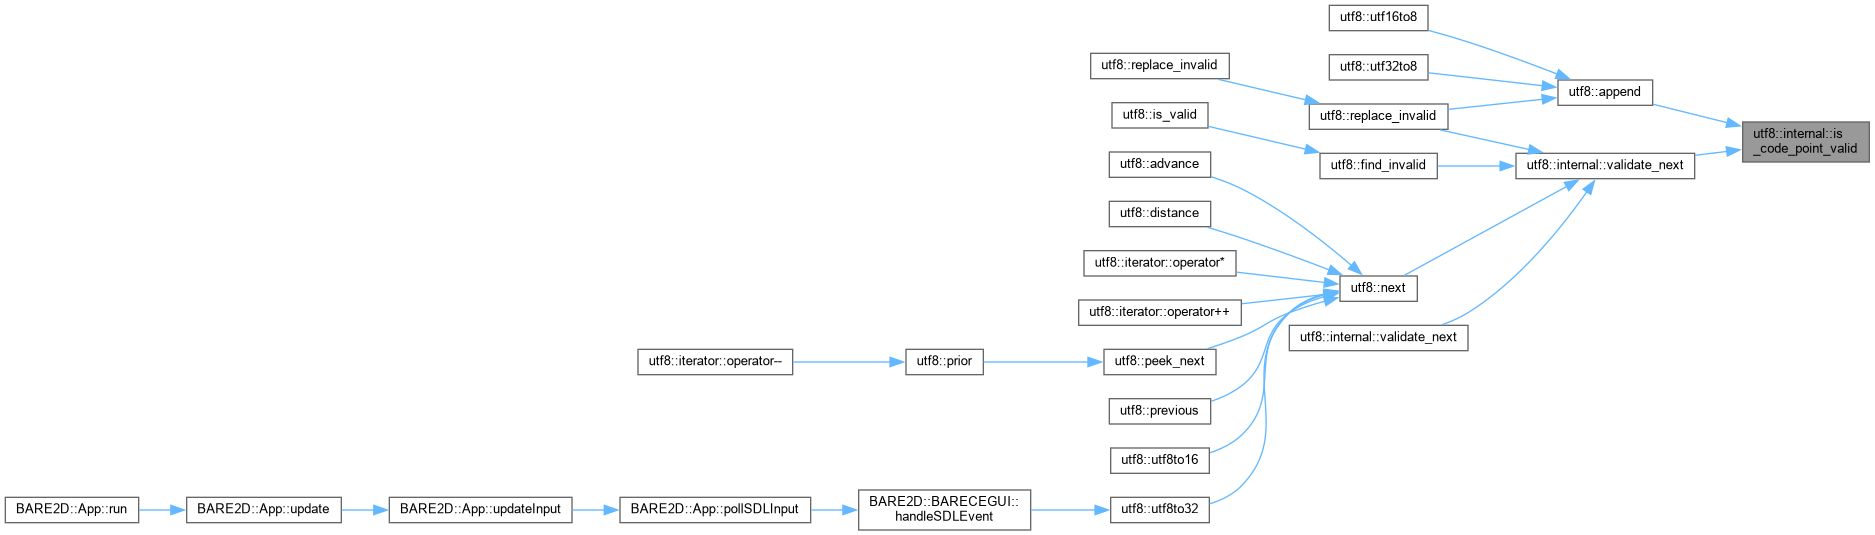 utf8::utf16to8
utf8::replace_invalid
utf8::utf32to8
utf8::append
utf8::is_valid
utf8::replace_invalid
utf8::internal::is
_code_point_valid
utf8::advance
utf8::find_invalid
utf8::internal::validate_next
utf8::distance
utf8::iterator::operator*
utf8::next
utf8::iterator::operator++
utf8::internal::validate_next
utf8::iterator::operator--
utf8::prior
utf8::peek_next
utf8::previous
utf8::utf8to16
BARE2D::App::run
BARE2D::App::update
BARE2D::App::updateInput
BARE2D::App::pollSDLInput
BARE2D::BARECEGUI::
handleSDLEvent
utf8::utf8to32